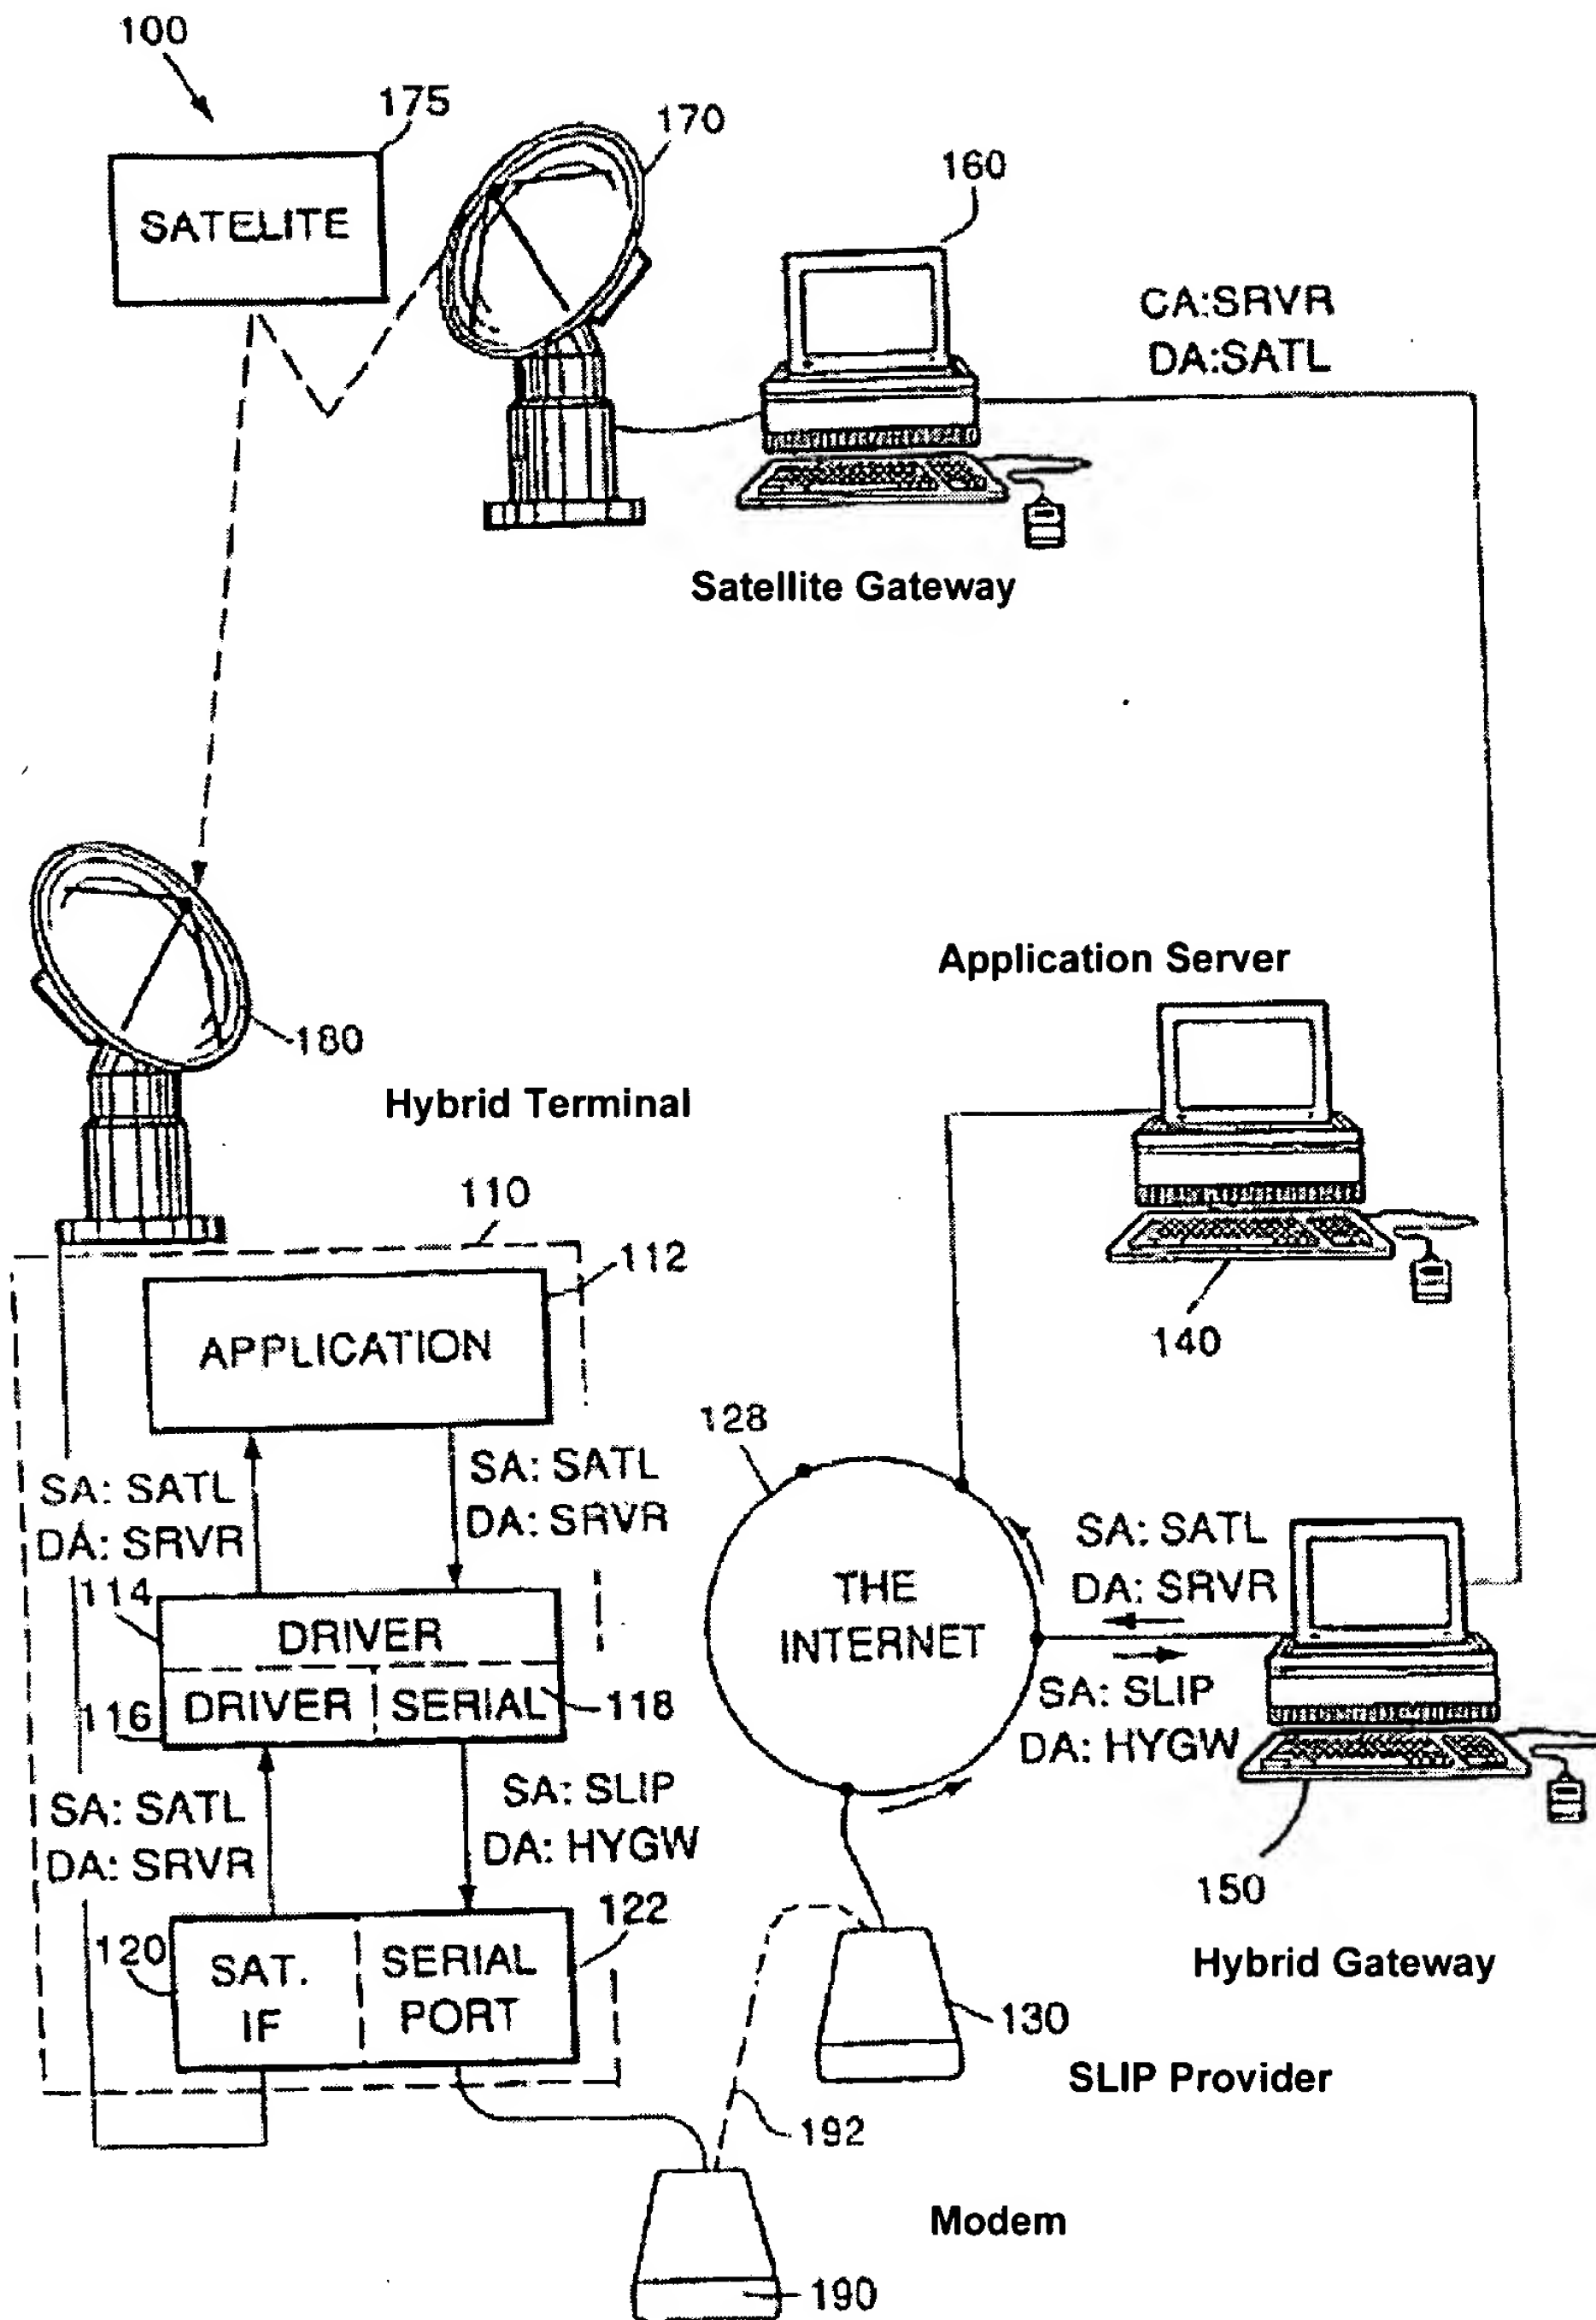 100
175
170
160
SATELITE
CA:SRVR
DA:SATL
Satellite Gateway
Application Server
180
Hybrid Terminal
110
112
APPLICATION
140
128
SA: SATL
DA: SRVR
SA: SATL
DA: SRVR
SA: SATL
DA: SRVR
114
DRIVER
THE
INTERNET
116
DRIVER
SERIAL
118
SA: SLIP
DA: HYGW
SA: SATL
DA: SRVR
SA: SLIP
DA: HYGW
150
120
SAT.
IF
SERIAL
PORT
122
Hybrid Gateway
130
SLIP Provider
192
Modem
190